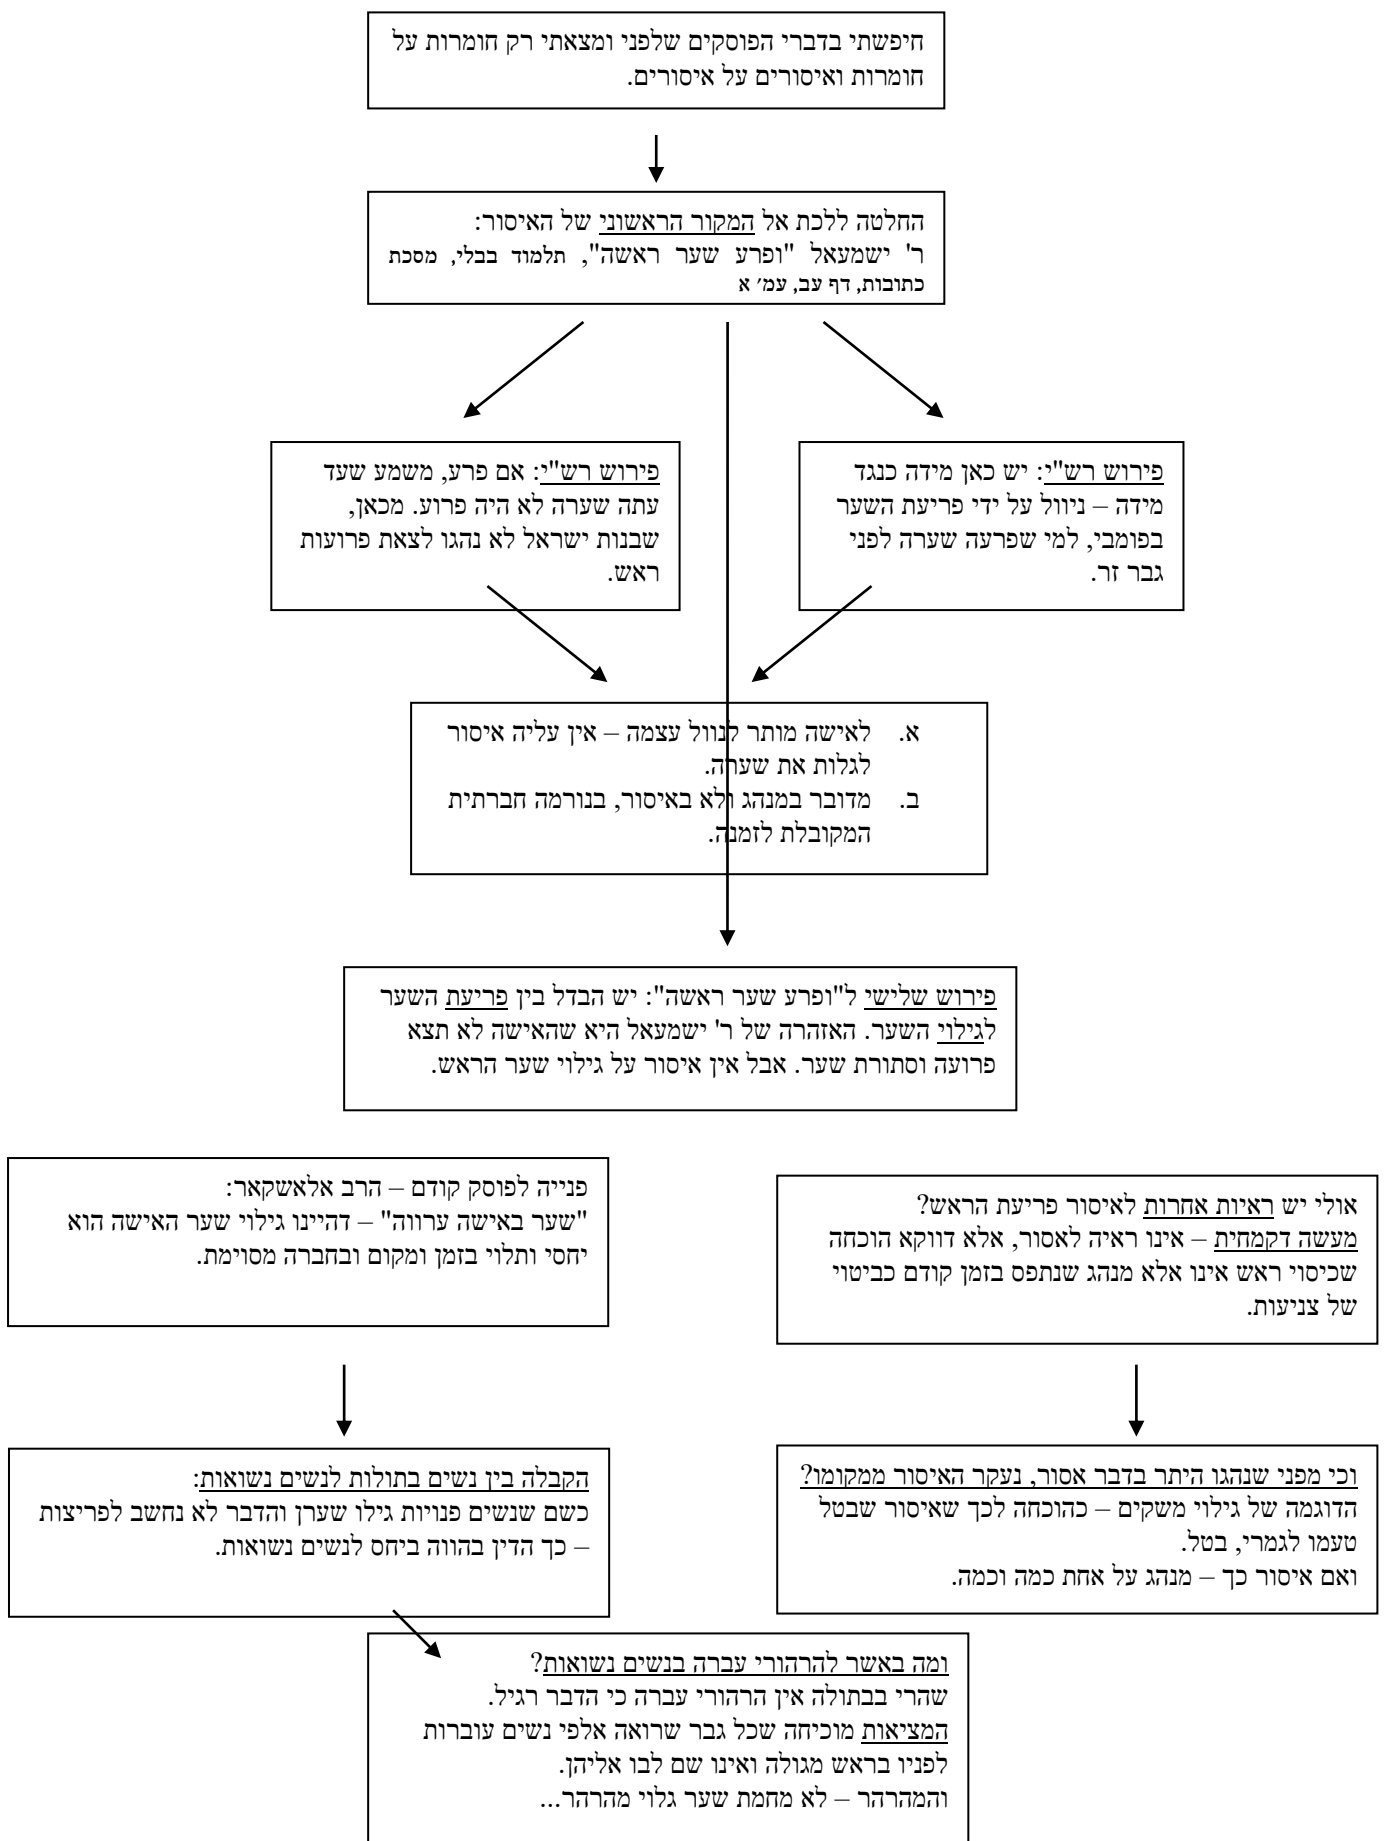 חיפשתי בדברי הפוסקים שלפני ומצאתי רק חומרות על
חומרות ואיסורים על איסורים.
החלטה ללכת אל המקור הראשוני של האיסור:
ר' ישמעאל "ופרע שער ראשה", תלמוד בבלי, מסכת
כתובות, דף עב, עמ' א
פירוש רש"י: יש כאן מידה כנגד
מידה – ניוול על ידי פריעת השער
בפומבי, למי שפרעה שערה לפני
גבר זר.
פירוש רש"י: אם פרע, משמע שעד
עתה שערה לא היה פרוע. מכאן,
שבנות ישראל לא נהגו לצאת פרועות
ראש.
א. לאישה מותר לנוול עצמה – אין עליה איסור
לגלות את שערה.
ב. מדובר במנהג ולא באיסור, בנורמה חברתית
המקובלת לזמנה.
פירוש שלישי ל"ופרע שער ראשה": יש הבדל בין פריעת השער
לגילוי השער. האזהרה של ר' ישמעאל היא שהאישה לא תצא
פרועה וסתורת שער. אבל אין איסור על גילוי שער הראש.
אולי יש ראיות אחרות לאיסור פריעת הראש?
מעשה דקמחית – אינו ראיה לאסור, אלא דווקא הוכחה
שכיסוי ראש אינו אלא מנהג שנתפס בזמן קודם כביטוי
של צניעות.
וכי מפני שנהגו היתר בדבר אסור, נעקר האיסור ממקומו?
הדוגמה של גילוי משקים – כהוכחה לכך שאיסור שבטל
טעמו לגמרי, בטל.
ואם איסור כך – מנהג על אחת כמה וכמה.
פנייה לפוסק קודם – הרב אלאשקאר:
"שער באישה ערווה" – דהיינו גילוי שער האישה הוא
יחסי ותלוי בזמן ומקום ובחברה מסוימת.
הקבלה בין נשים בתולות לנשים נשואות:
כשם שנשים פנויות גילו שערן והדבר לא נחשב לפריצות
– כך הדין בהווה ביחס לנשים נשואות.
ומה באשר להרהורי עברה בנשים נשואות?
שהרי בבתולה אין הרהורי עברה כי הדבר רגיל.
המציאות מוכיחה שכל גבר שרואה אלפי נשים עוברות
לפניו בראש מגולה ואינו שם לבו אליהן.
והמהרהר – לא מחמת שער גלוי מהרהר...